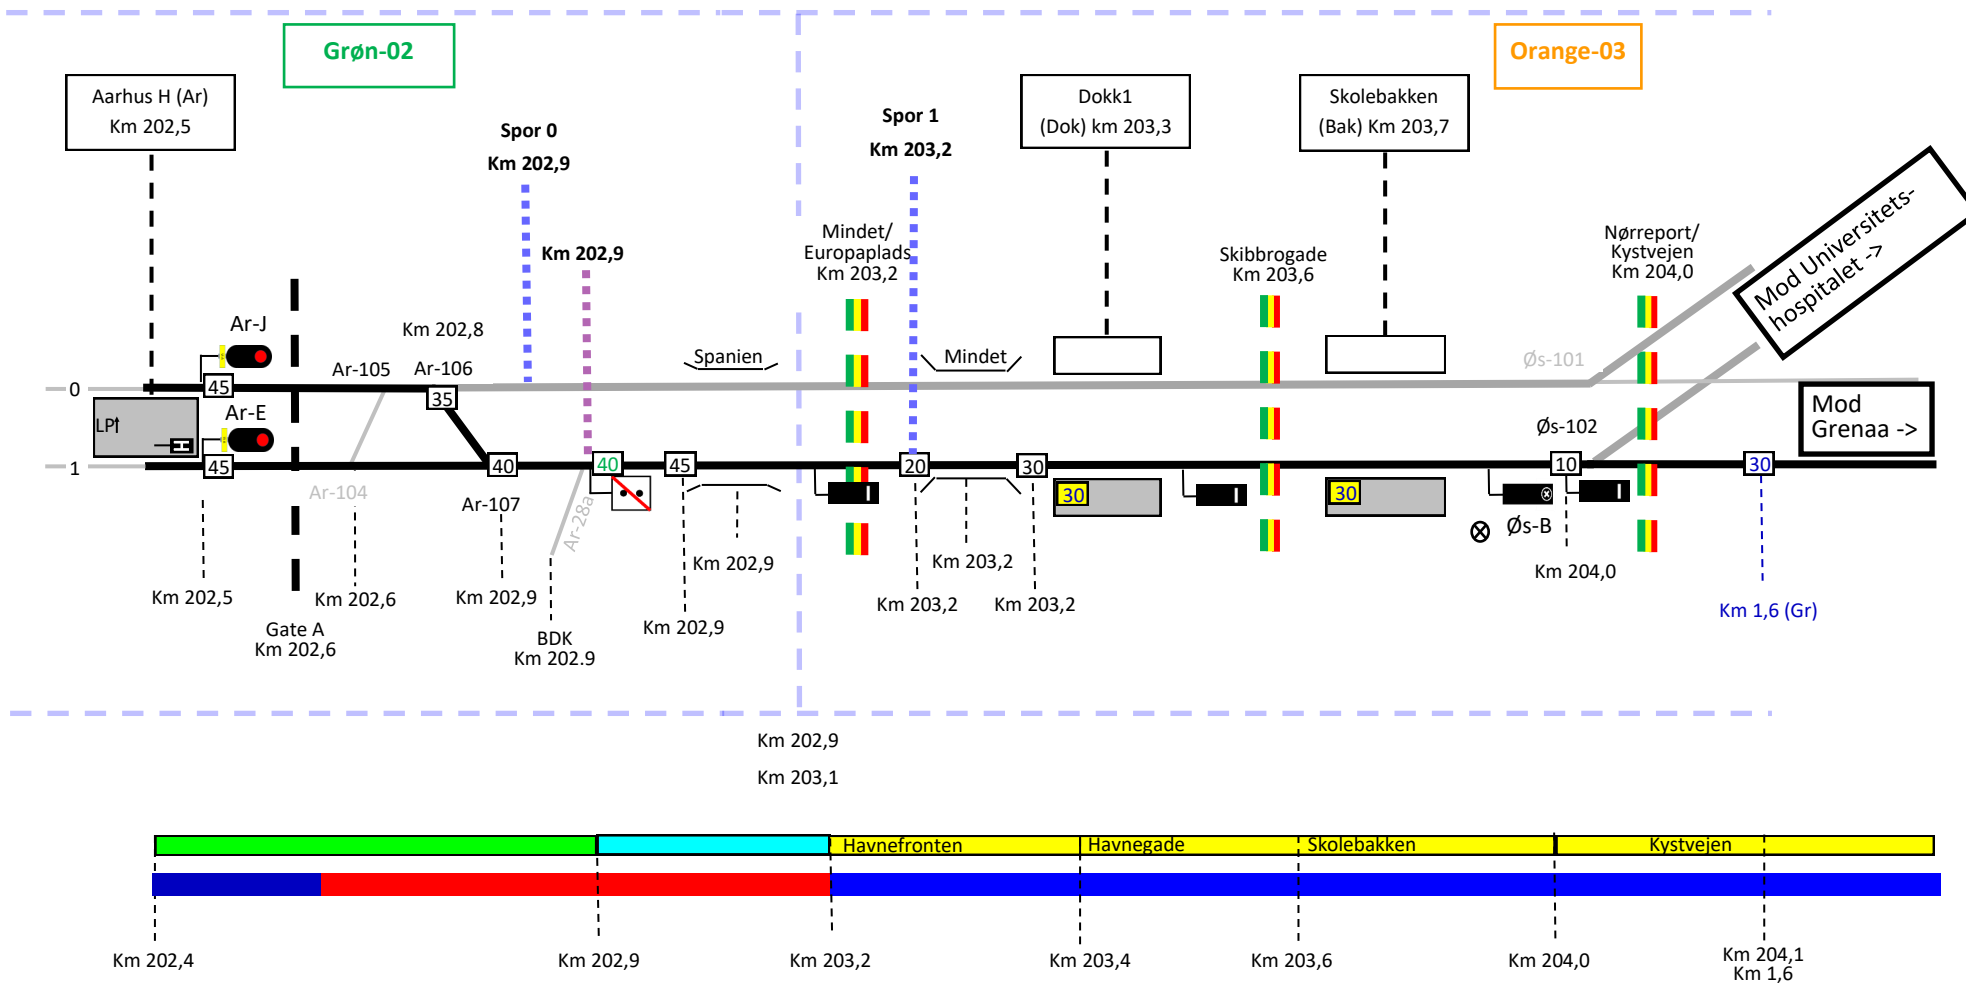 Grøn-02
Orange-03
Aarhus H (Ar)
Km 202,5
Spor 0
Km 202,9
Spor 1
Km 203,2
Dokk1
(Dok) km 203,3
Skolebakken
(Bak) Km 203,7
Km 202,9
Mindet/
Europaplads
Km 203,2
Skibbrogade
Km 203,6
Nørreport/
Kystvejen
Km 204,0
Mod Universitets-
hospitalet ->
Ar-J
Km 202,8
Ar-105
Ar-106
Spanien
Mindet
Øs-101
0
45
35
LP↑
Ar-E
Mod
Grenaa ->
Øs-102
1
45
40
40
45
20
30
10
30
Ar-104
Ar-107
Ar-28a
30
30
Øs-B
Km 202,9
Km 203,2
Km 204,0
Km 202,5
Km 202,6
Km 202,9
Km 203,2
Km 203,2
Km 1,6 (Gr)
Gate A
Km 202,6
BDK
Km 202.9
Km 202,9
Km 202,9
Km 203,1
Havnefronten
Havnegade
Skolebakken
Kystvejen
Km 202,4
Km 202,9
Km 203,2
Km 203,4
Km 203,6
Km 204,0
Km 204,1
Km 1,6